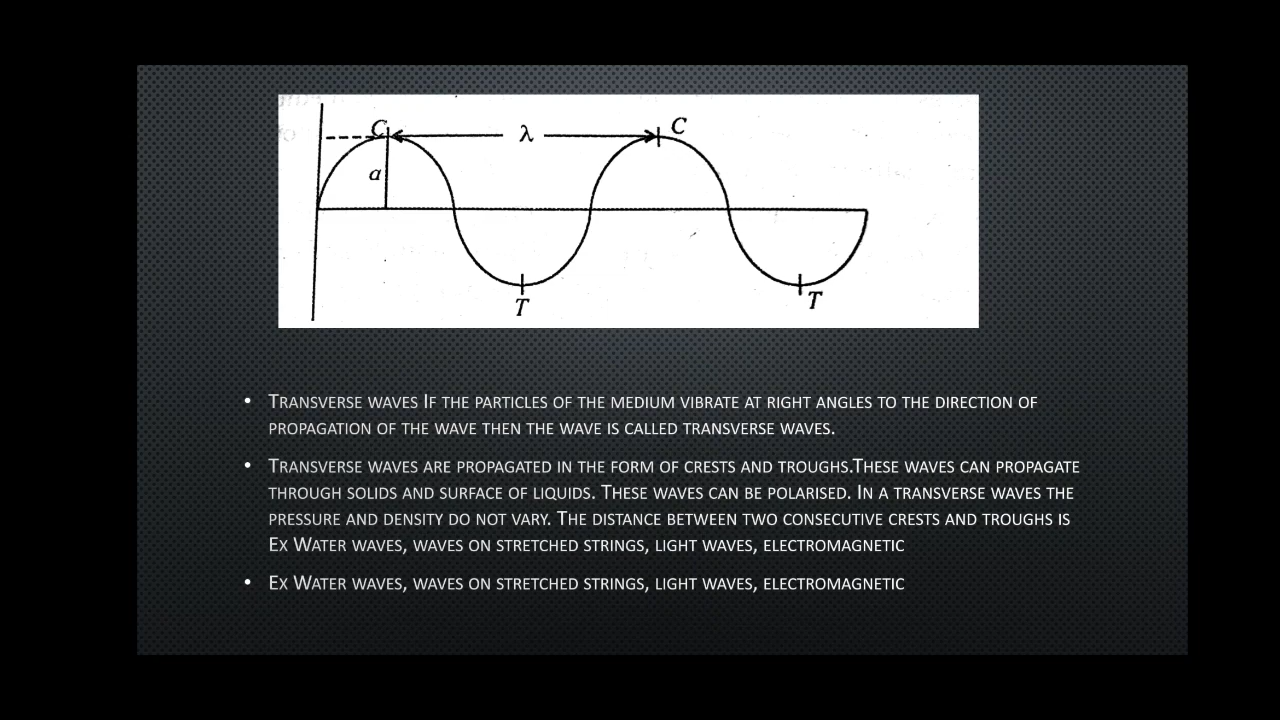 C λ C
a
T T
• Transverse waves If the particles of the medium vibrate at right angles to the direction of
propagation of the wave then the wave is called transverse waves.
• Transverse waves are propagated in the form of crests and troughs.These waves can propagate
through solids and surface of liquids. These waves can be polarised. In a transverse waves the
pressure and density do not vary. The distance between two consecutive crests and troughs is
Ex Water waves, waves on stretched strings, light waves, electromagnetic
• Ex Water waves, waves on stretched strings, light waves, electromagnetic